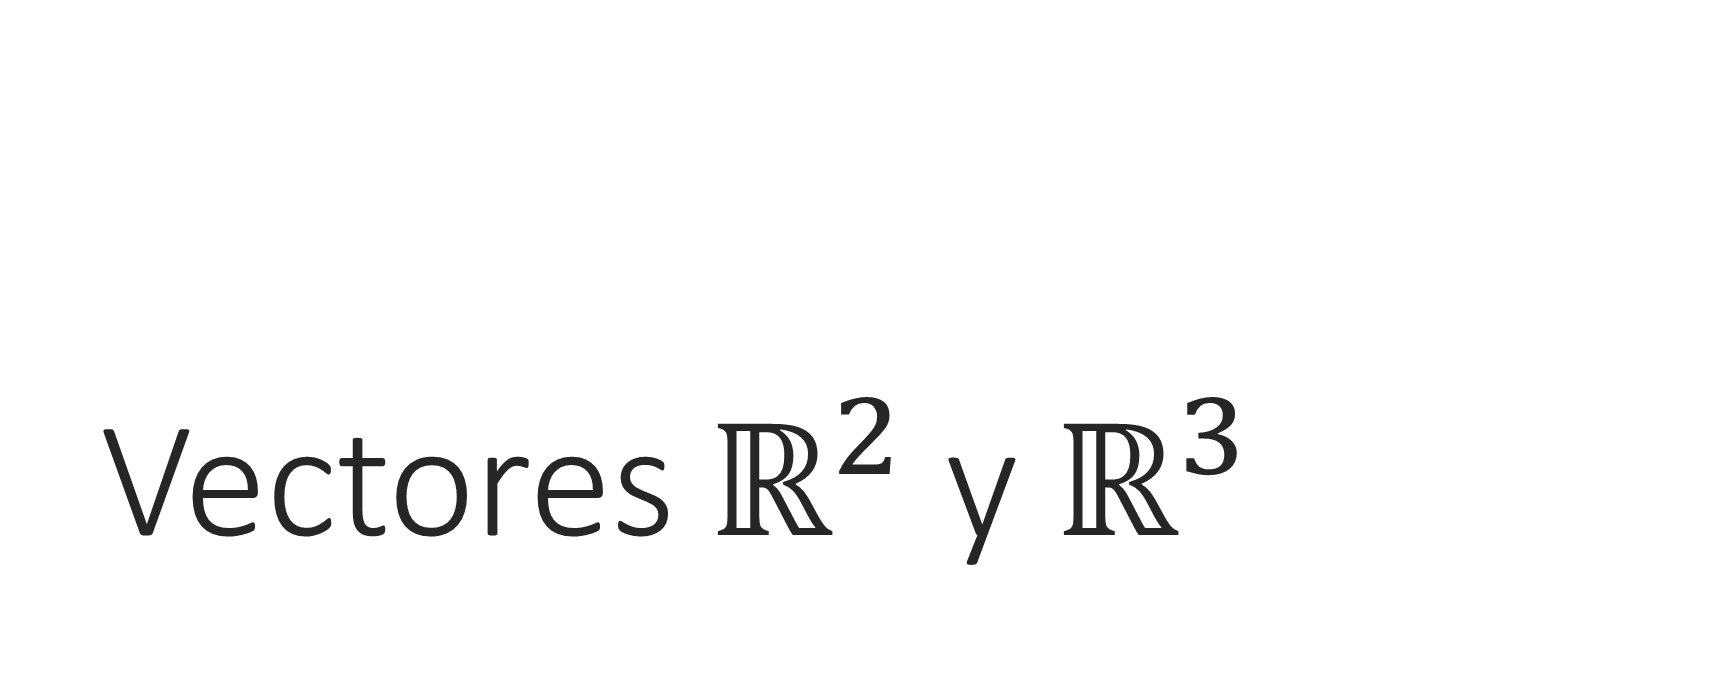 Vectores ℝ² y ℝ³